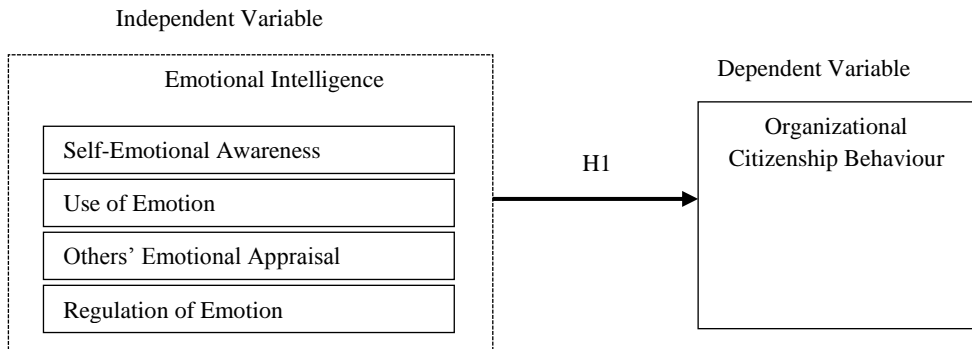 Independent Variable
Emotional Intelligence
Self-Emotional Awareness
Use of Emotion
Others’ Emotional Appraisal
Regulation of Emotion
H1
Dependent Variable
Organizational
Citizenship Behaviour